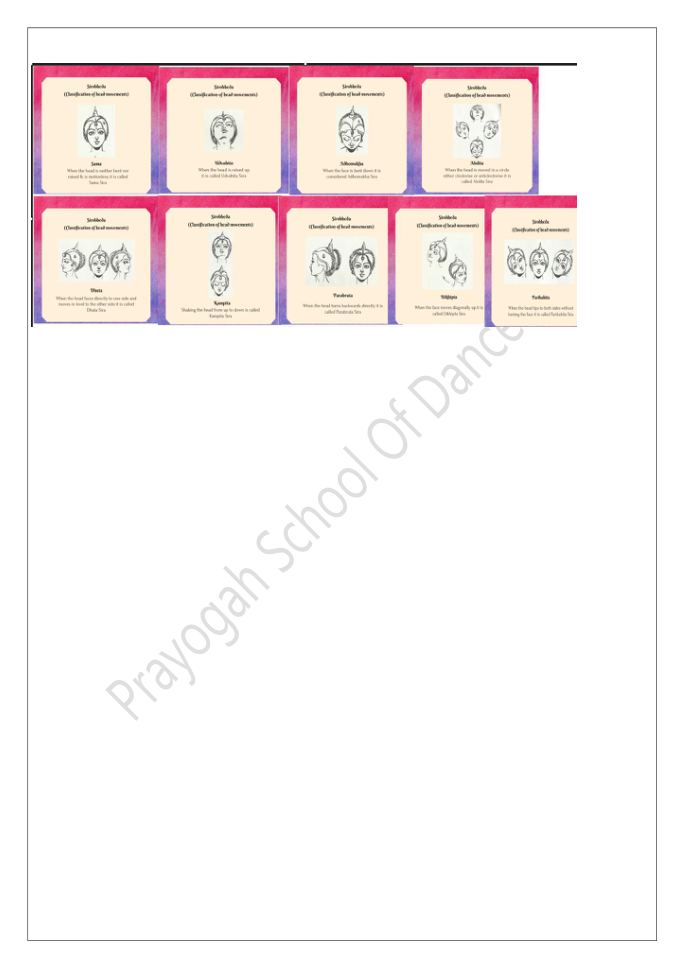 Sirobheda
(Classification of head movements)
Sama
When the head is neither bent nor
raised & is motionless it is called
Sama Sira
Sirobheda
(Classification of head movements)
Udvahita
When the head is raised up
it is called Udvahita Sira
Sirobheda
(Classification of head movements)
Adhomukha
When the face is bent down it is
considered Adhomukha Sira
Sirobheda
(Classification of head movements)
Alolita
When the head is moved in a circle
either clockwise or anticlockwise it is
called Alolita Sira
Sirobheda
(Classification of head movements)
Dhuta
When the head faces directly to one side and
moves in level to the other side it is called
Dhuta Sira
Sirobheda
(Classification of head movements)
Kampita
Shaking the head from up to down is called
Kampita Sira
Sirobheda
(Classification of head movements)
Paravruta
When the head turns backwards directly, it is
called Paravruta Sira
Sirobheda
(Classification of head movements)
Utkhipta
When the face moves diagonally up it is
called Utkhipta Sira
Sirobheda
(Classification of head movements)
Parivahita
When the head tips to both sides without
turning the face it is called Parivahita Sira
Prayogah School Of Dance